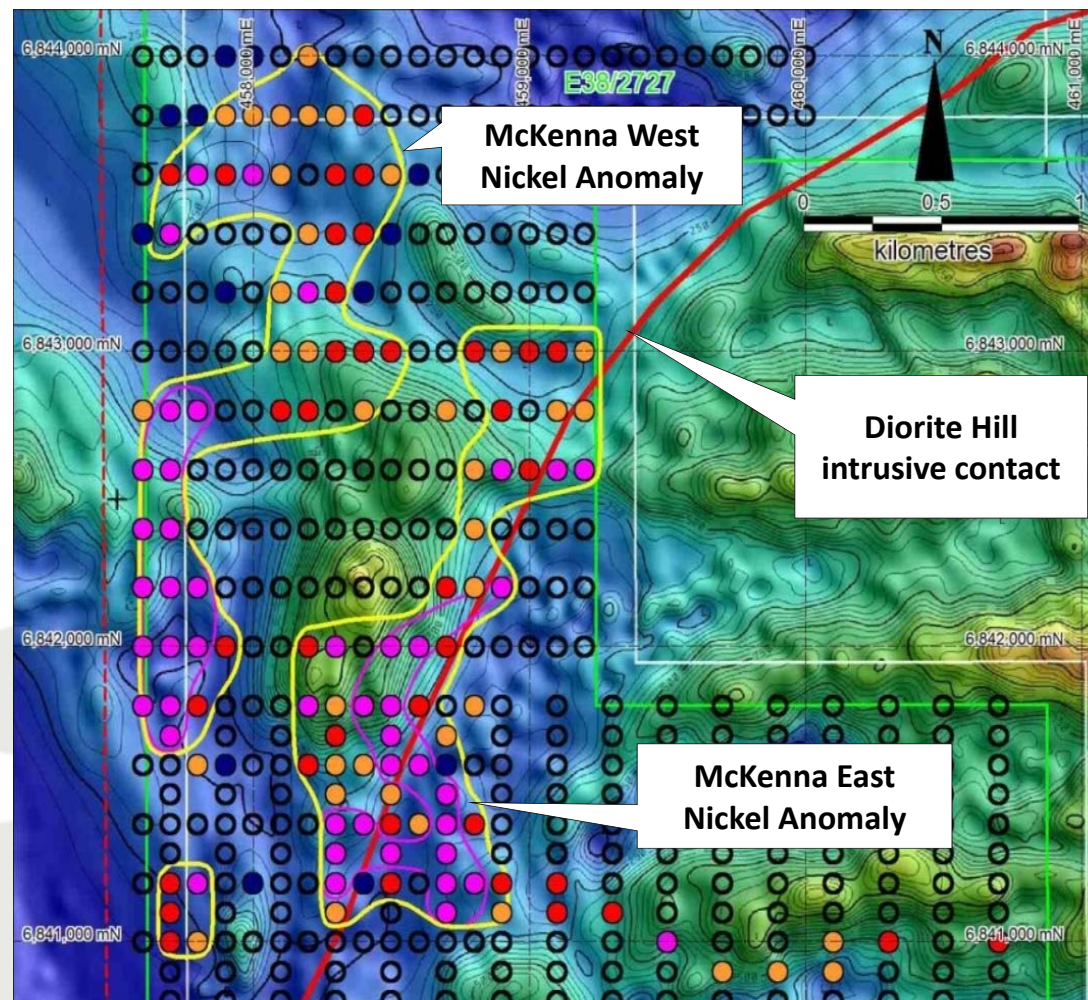 6,844,000 mN
458,000 mE
459,000 mE
460,000 mE
461,000 mE
N
6,844,000 mN
E38/2727
McKenna West
Nickel Anomaly
0
0.5
1
kilometres
6,843,000 mN
6,843,000 mN
Diorite Hill
intrusive contact
6,842,000 mN
6,842,000 mN
McKenna East
Nickel Anomaly
6,841,000 mN
6,841,000 mN